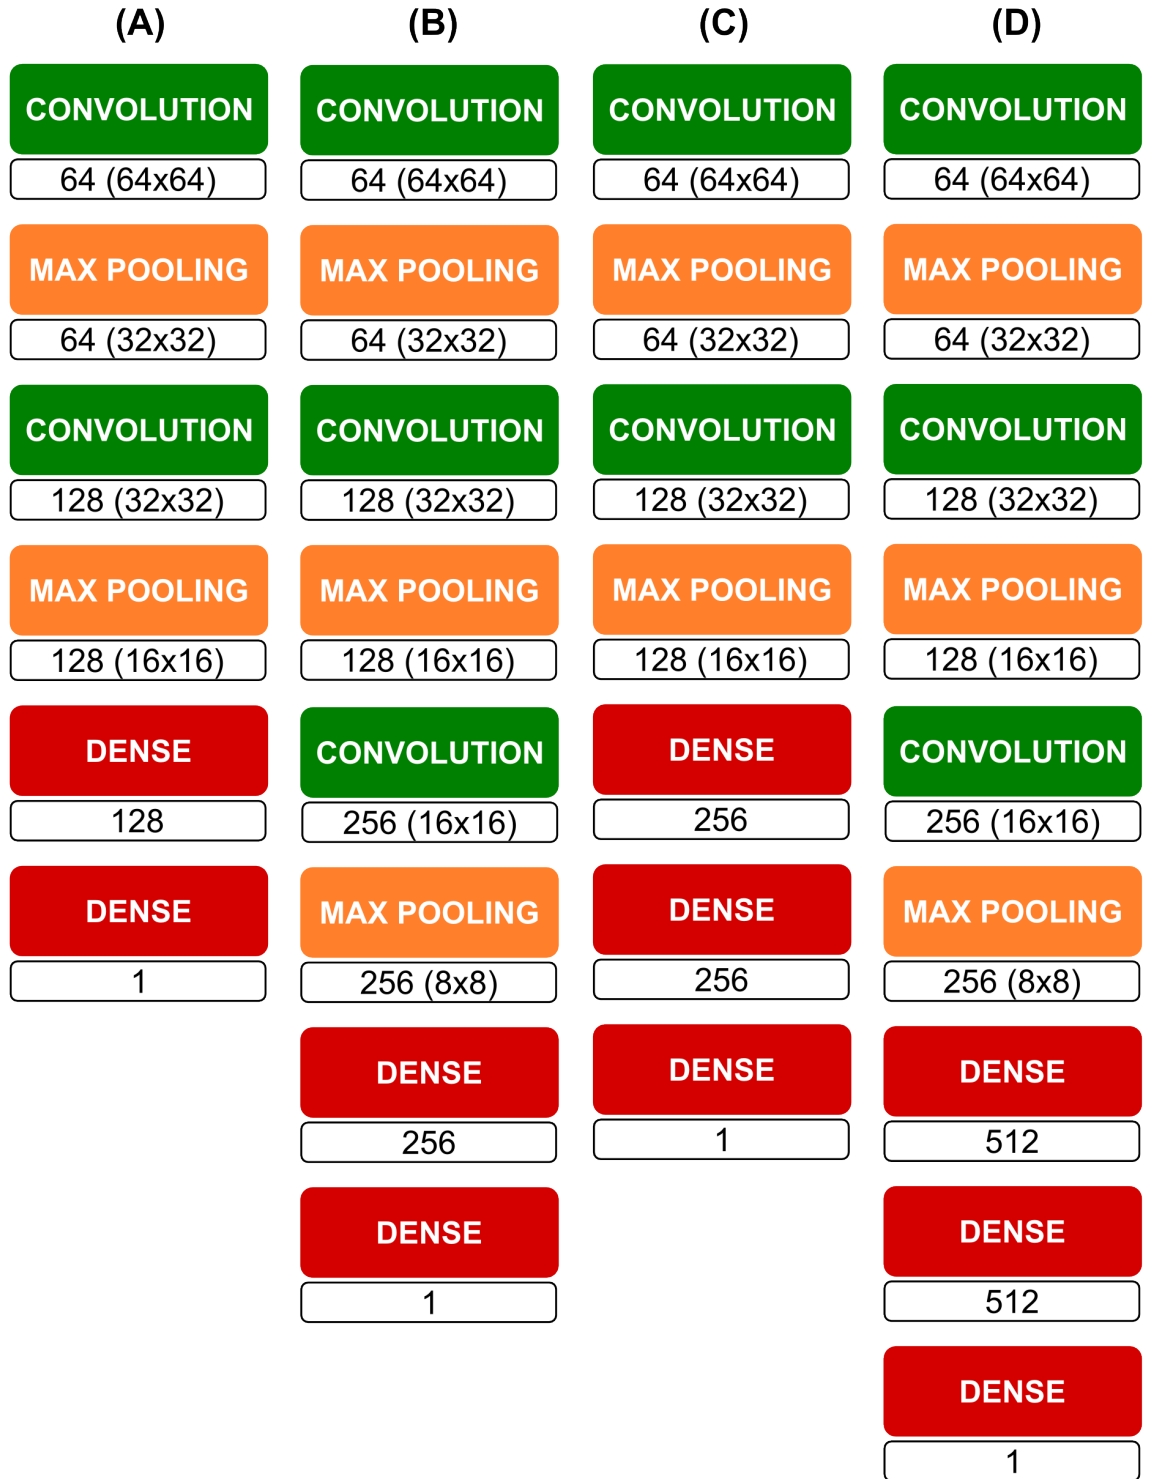 (A)
CONVOLUTION
64 (64x64)
MAX POOLING
64 (32x32)
CONVOLUTION
128 (32x32)
MAX POOLING
128 (16x16)
DENSE
128
DENSE
1
(B)
CONVOLUTION
64 (64x64)
MAX POOLING
64 (32x32)
CONVOLUTION
128 (32x32)
MAX POOLING
128 (16x16)
CONVOLUTION
256 (16x16)
MAX POOLING
256 (8x8)
DENSE
256
DENSE
1
(C)
CONVOLUTION
64 (64x64)
MAX POOLING
64 (32x32)
CONVOLUTION
128 (32x32)
MAX POOLING
128 (16x16)
DENSE
256
DENSE
256
DENSE
1
(D)
CONVOLUTION
64 (64x64)
MAX POOLING
64 (32x32)
CONVOLUTION
128 (32x32)
MAX POOLING
128 (16x16)
CONVOLUTION
256 (16x16)
MAX POOLING
256 (8x8)
DENSE
512
DENSE
512
DENSE
1